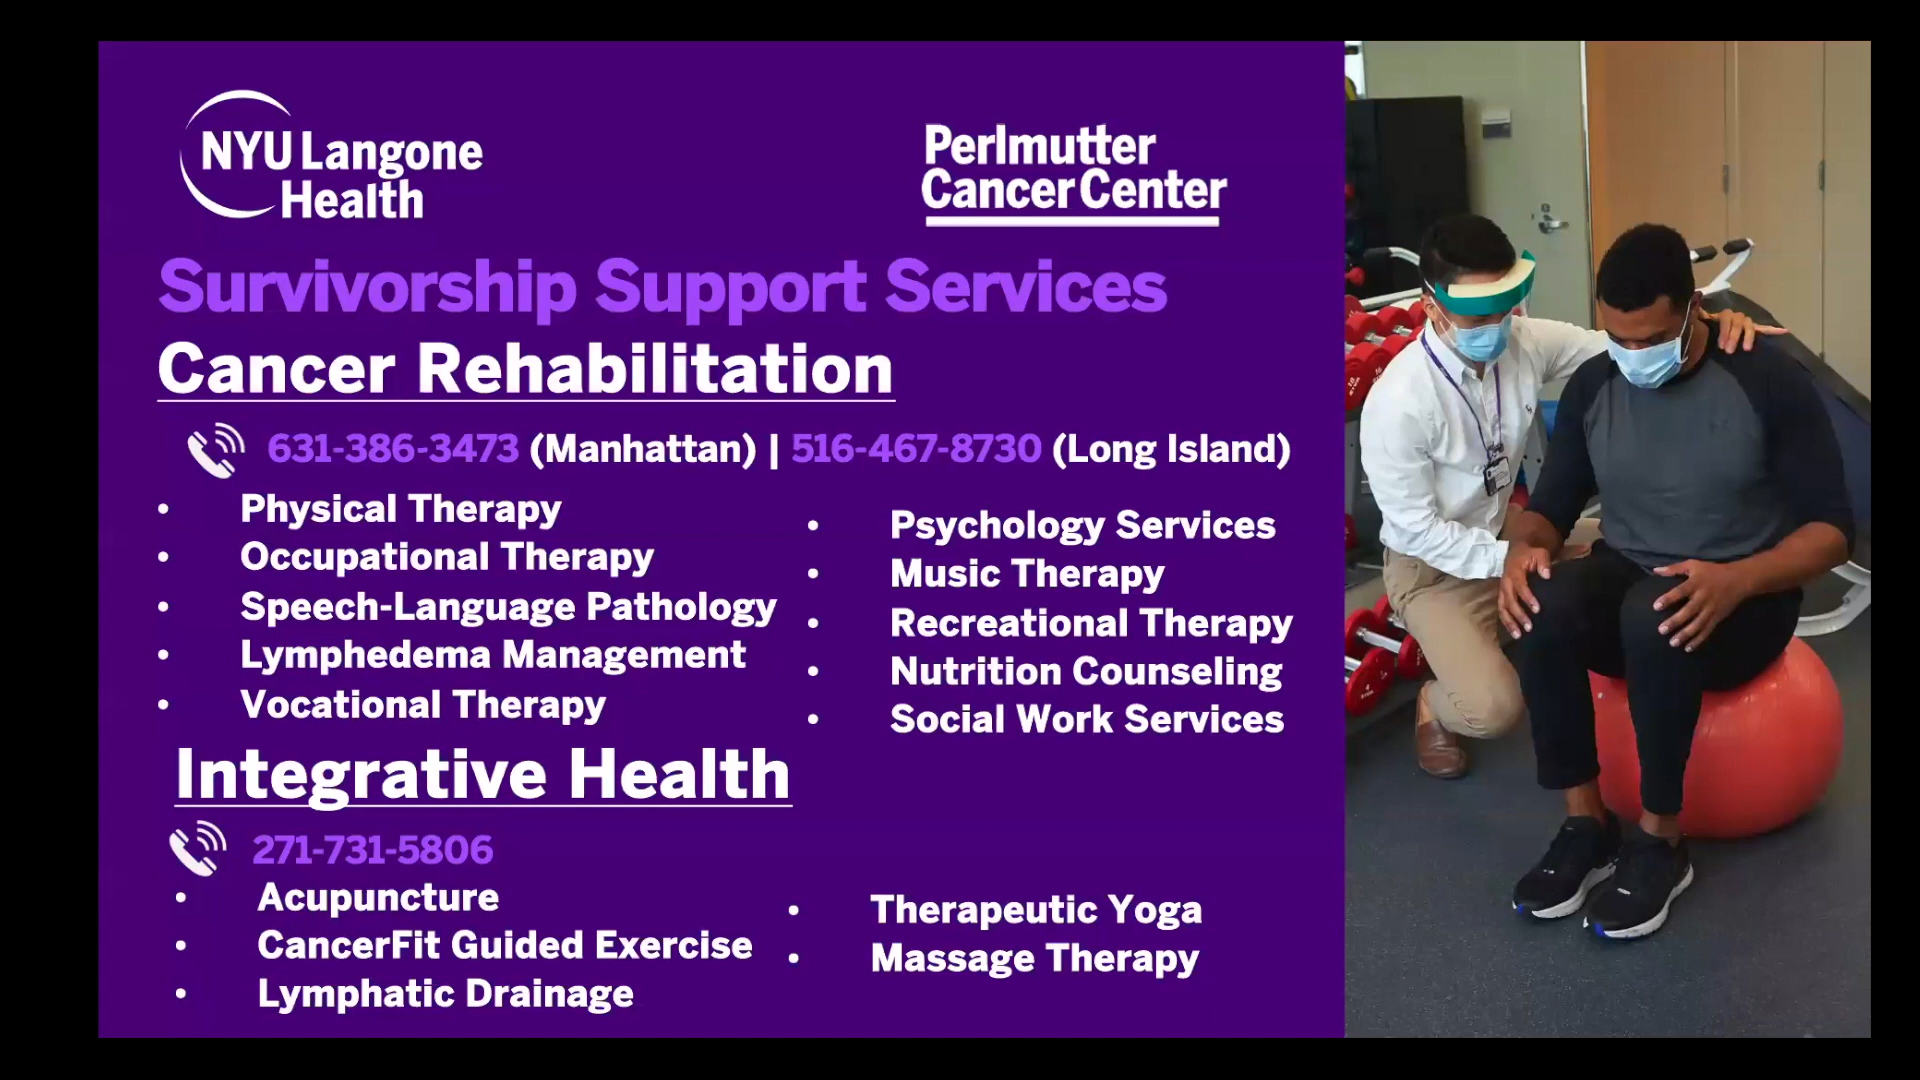 NYU Langone
Health
Perlmutter
Cancer Center
Survivorship Support Services
Cancer Rehabilitation
631-386-3473 (Manhattan) | 516-467-8730 (Long Island)
• Physical Therapy
• Occupational Therapy
• Speech-Language Pathology
• Lymphedema Management
• Vocational Therapy
• Psychology Services
• Music Therapy
• Recreational Therapy
• Nutrition Counseling
• Social Work Services
Integrative Health
271-731-5806
• Acupuncture
• CancerFit Guided Exercise
• Lymphatic Drainage
• Therapeutic Yoga
• Massage Therapy